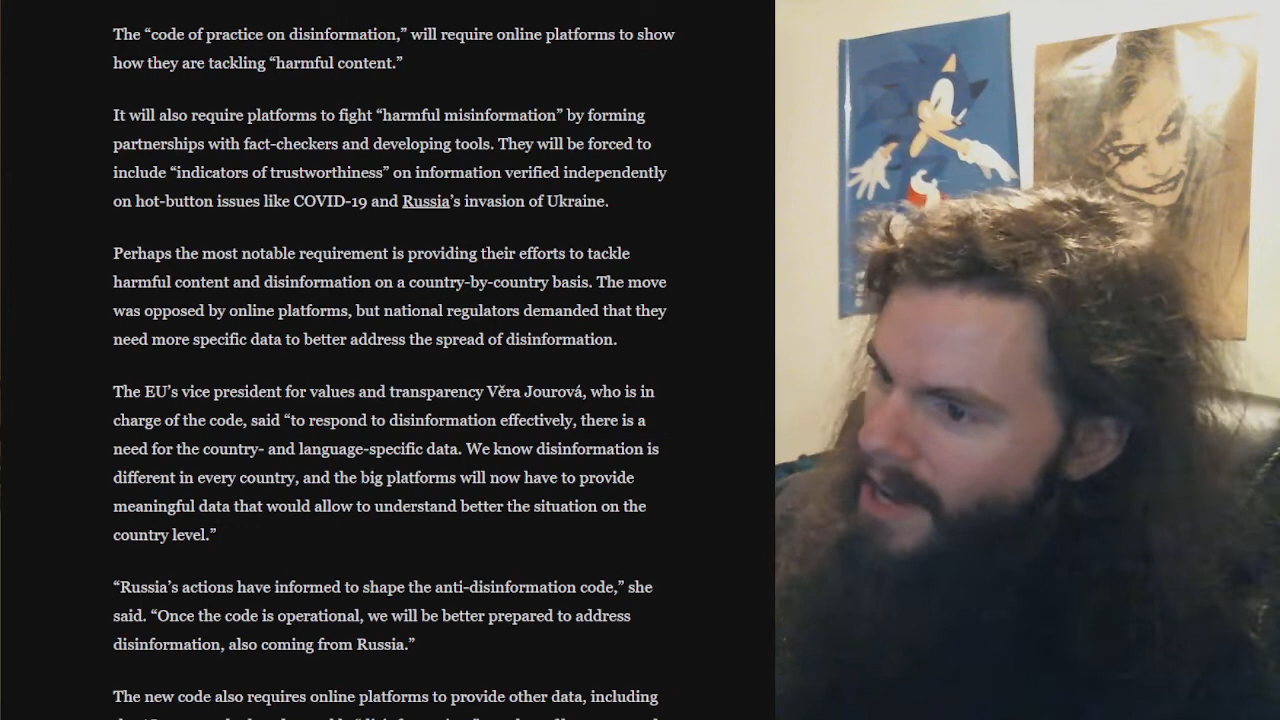 The “code of practice on disinformation,” will require online platforms to show
how they are tackling “harmful content.”
It will also require platforms to fight “harmful misinformation” by forming
partnerships with fact-checkers and developing tools. They will be forced to
include “indicators of trustworthiness” on information verified independently
on hot-button issues like COVID-19 and Russia’s invasion of Ukraine.
Perhaps the most notable requirement is providing their efforts to tackle
harmful content and disinformation on a country-by-country basis. The move
was opposed by online platforms, but national regulators demanded that they
need more specific data to better address the spread of disinformation.
The EU’s vice president for values and transparency Věra Jourová, who is in
charge of the code, said “to respond to disinformation effectively, there is a
need for the country- and language-specific data. We know disinformation is
different in every country, and the big platforms will now have to provide
meaningful data that would allow to understand better the situation on the
country level.”
“Russia’s actions have informed to shape the anti-disinformation code,” she
said. “Once the code is operational, we will be better prepared to address
disinformation, also coming from Russia.”
The new code also requires online platforms to provide other data, including